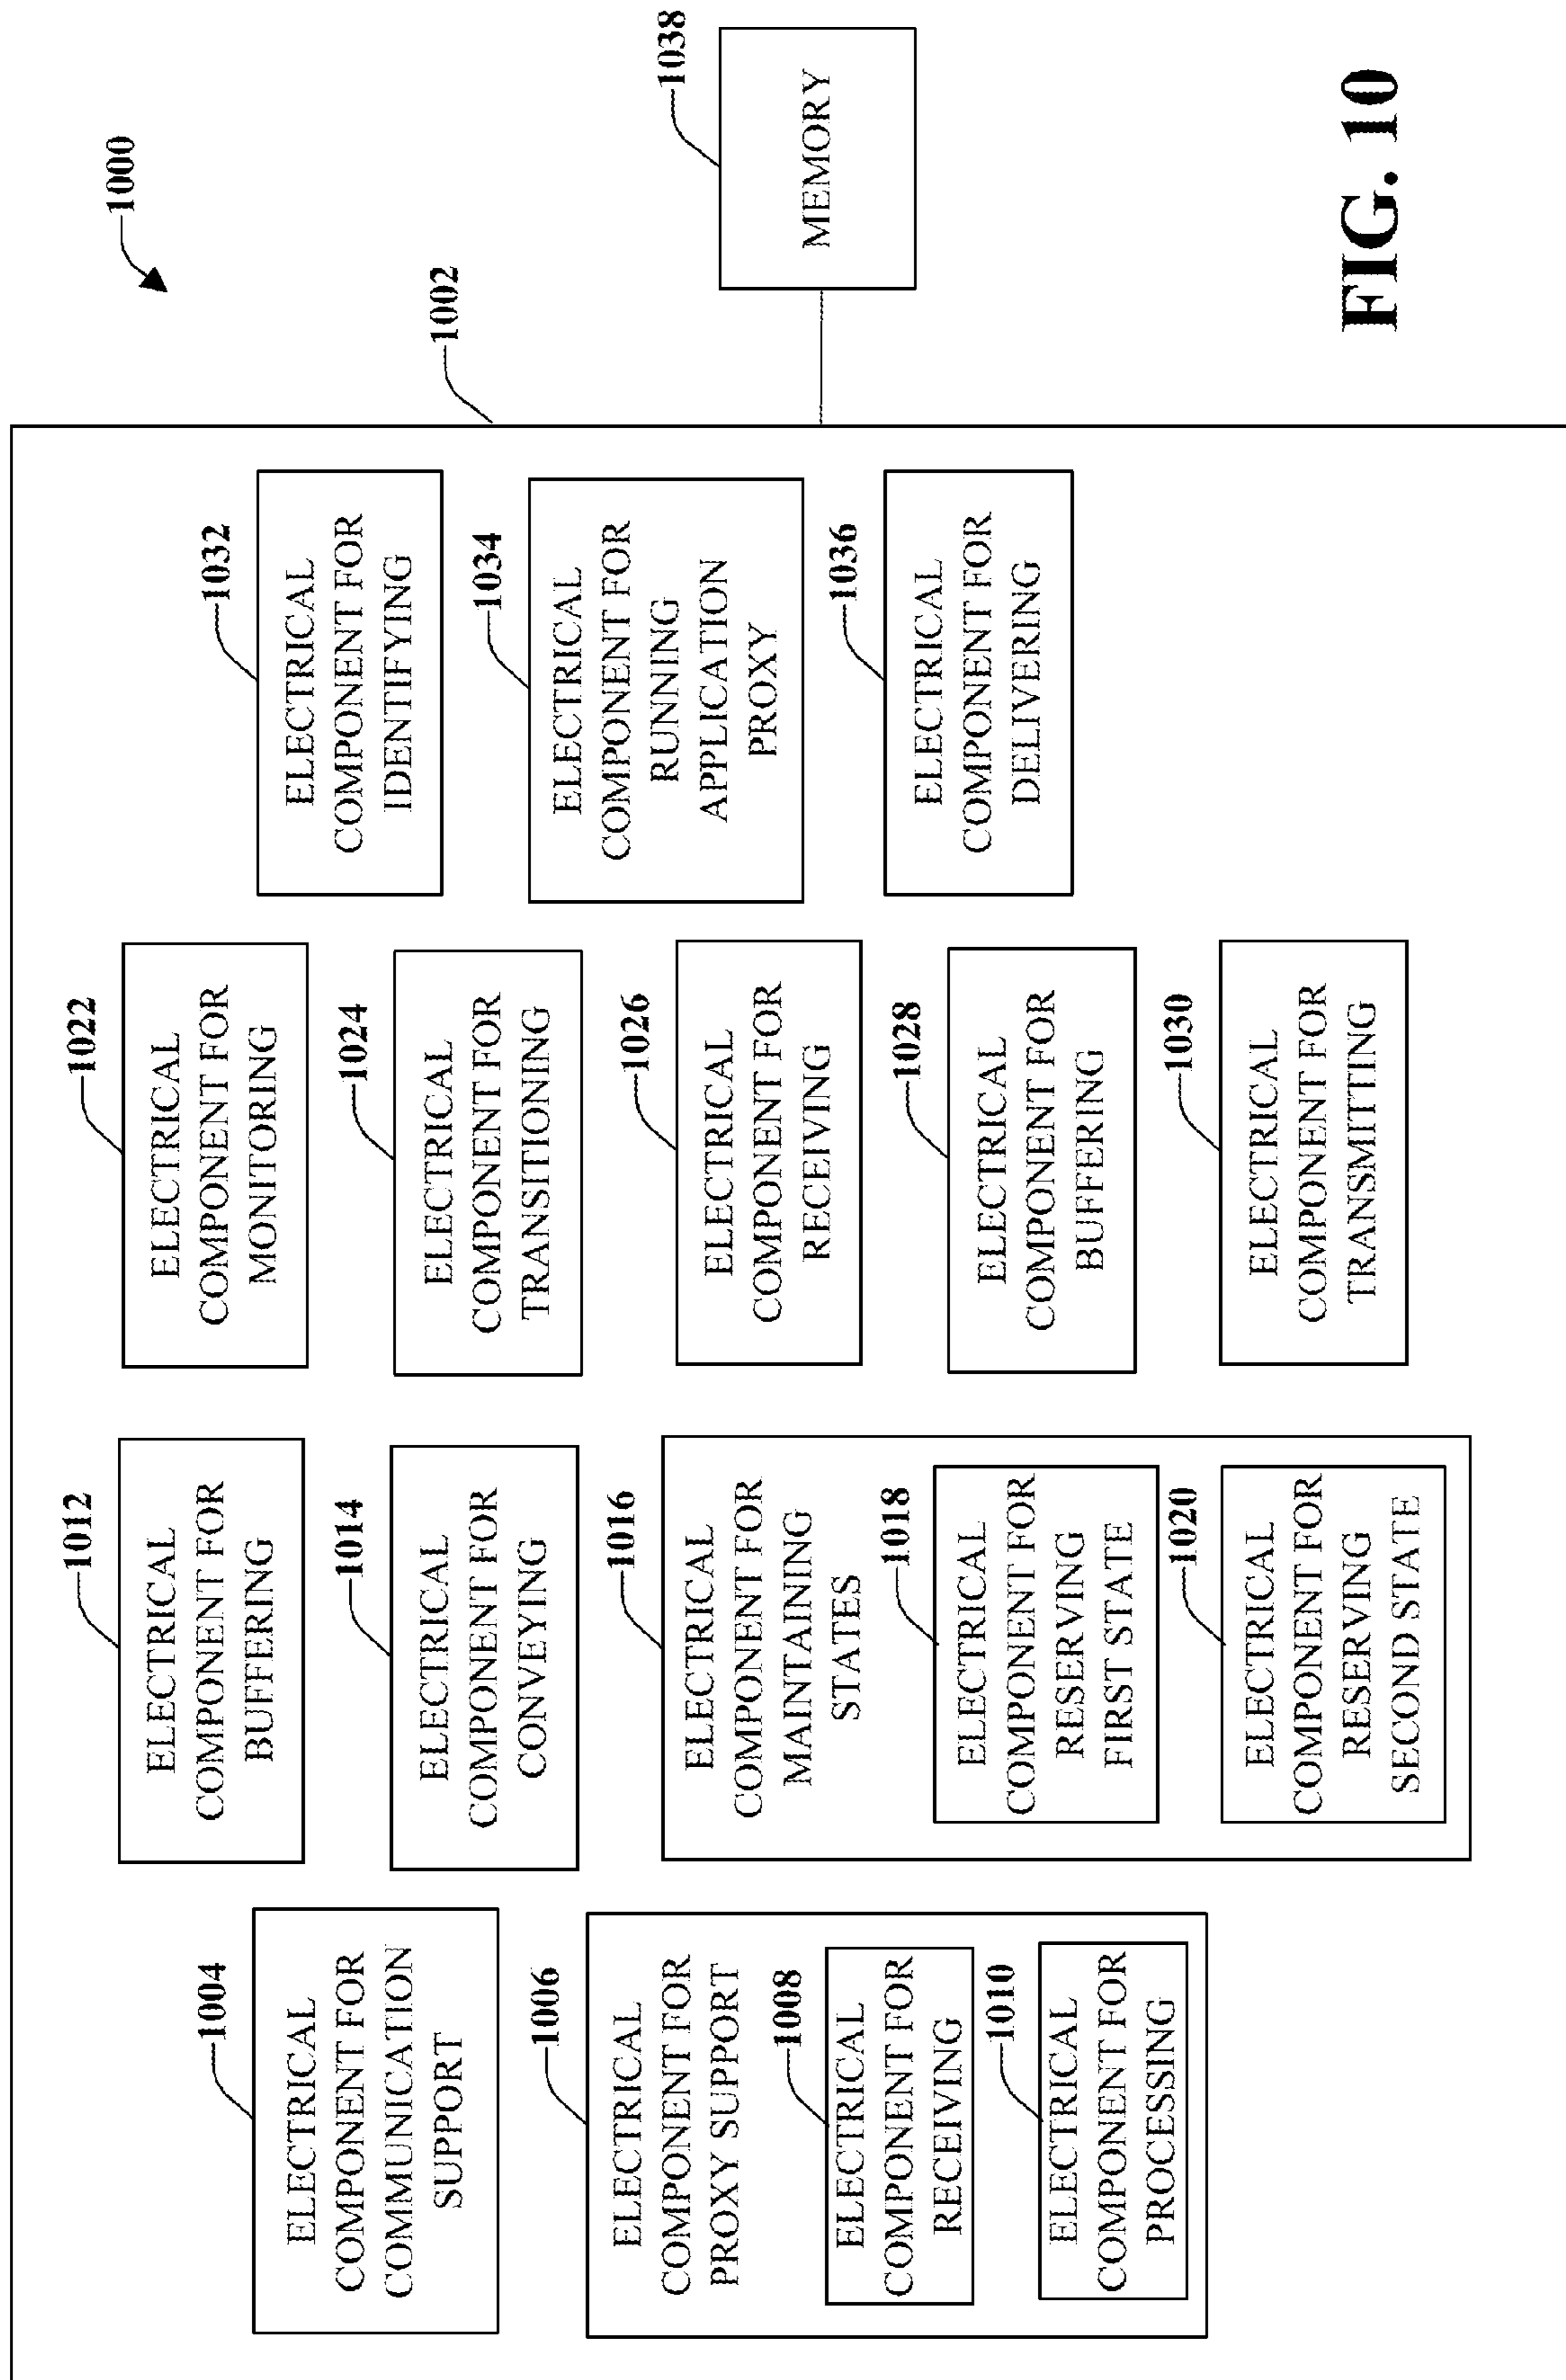 1000
1002
1004
ELECTRICAL
COMPONENT FOR
COMMUNICATION
SUPPORT
1006
ELECTRICAL
COMPONENT FOR
PROXY SUPPORT
1008
ELECTRICAL
COMPONENT FOR
RECEIVING
1010
ELECTRICAL
COMPONENT FOR
PROCESSING
1012
ELECTRICAL
COMPONENT FOR
BUFFERING
1014
ELECTRICAL
COMPONENT FOR
CONVEYING
1016
ELECTRICAL
COMPONENT FOR
MAINTAINING
STATES
1018
ELECTRICAL
COMPONENT FOR
RESERVING
FIRST STATE
1020
ELECTRICAL
COMPONENT FOR
RESERVING
SECOND STATE
1022
ELECTRICAL
COMPONENT FOR
MONITORING
1024
ELECTRICAL
COMPONENT FOR
TRANSITIONING
1026
ELECTRICAL
COMPONENT FOR
RECEIVING
1028
ELECTRICAL
COMPONENT FOR
BUFFERING
1030
ELECTRICAL
COMPONENT FOR
TRANSMITTING
1032
ELECTRICAL
COMPONENT FOR
IDENTIFYING
1034
ELECTRICAL
COMPONENT FOR
RUNNING
APPLICATION
PROXY
1036
ELECTRICAL
COMPONENT FOR
DELIVERING
1038
MEMORY
FIG. 10